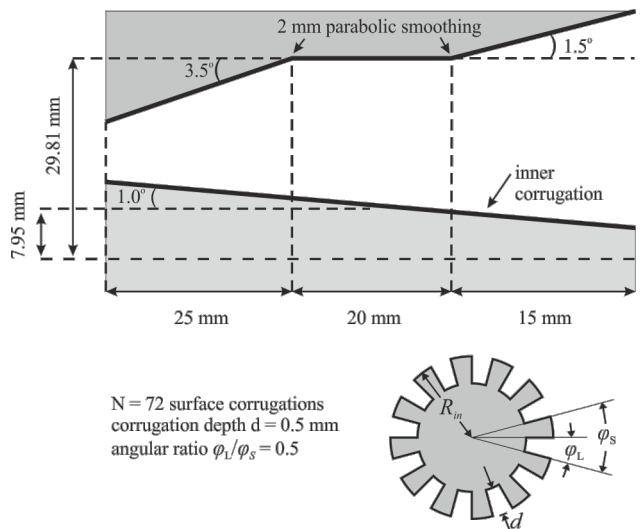 2 mm parabolic smoothing
3.5°
1.5°
29.81 mm
inner
corrugation
1.0°
7.95 mm
25 mm
20 mm
15 mm
N = 72 surface corrugations
corrugation depth d = 0.5 mm
angular ratio φL/φS = 0.5
Rin
φS
φL
d